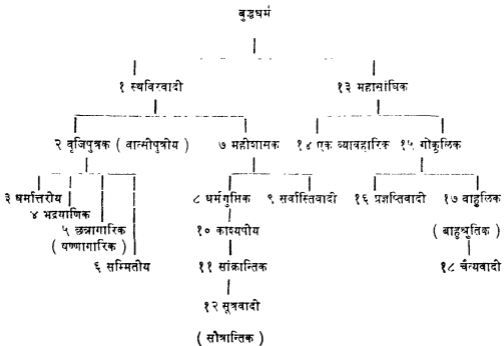 बुद्धधर्म
१ स्थविरवादी १३ महासांघिक
२ वृजिपुत्रक ( वात्सीपुत्रीय ) ७ महीशासक १४ एक व्यावहारिक १५ गोकुलिक
३ धर्मोत्तरीय ८ धर्मगुप्तिक ९ सर्वास्तिवादी १६ प्रज्ञप्तिवादी १७ बाहुलिक
४ भद्रयाणिक
५ छन्नागारिक १० काश्यपीय ( बाहुश्रुतिक )
( षण्णागारिक )
६ सम्मितीय ११ सांक्रान्तिक १८ चैत्यवादी
१२ सूत्रवादी
( सौत्रान्तिक )